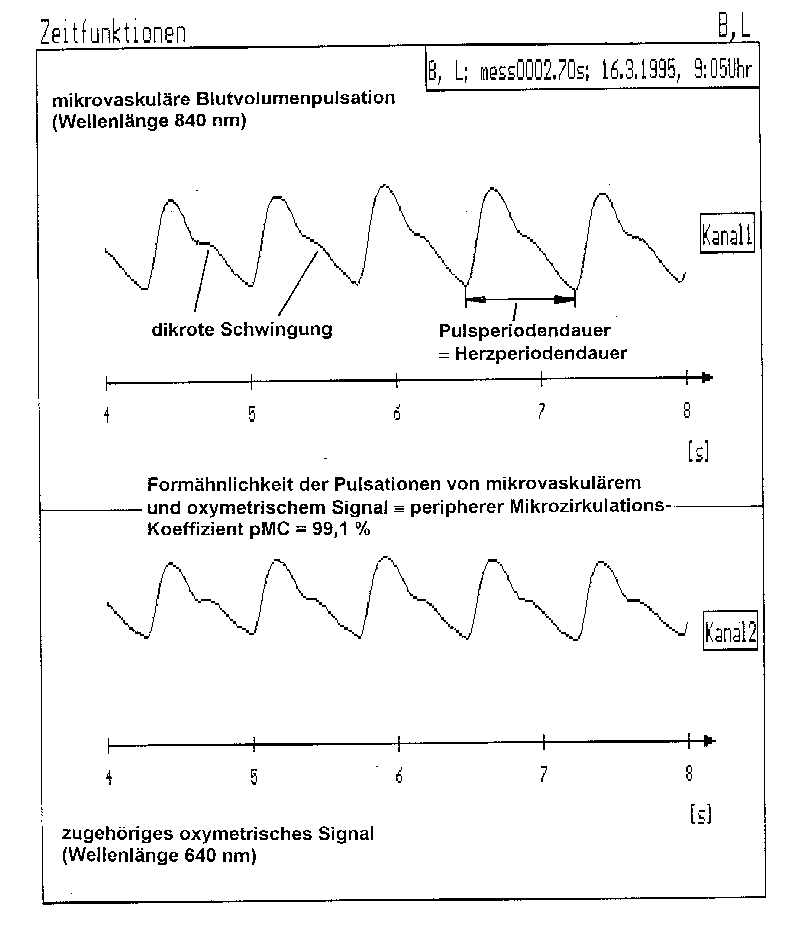 Zeitfunktionen
B,L
B, L; mess0002.70s; 16.3.1995, 9:05Uhr
mikrovaskuläre Blutvolumenpulsation
(Wellenlänge 840 nm)
Kanal1
dikrote Schwingung
Pulsperiodendauer
= Herzperiodendauer
4 5 6 7 8
[s]
Formähnlichkeit der Pulsationen von mikrovaskulärem
und oxymetrischem Signal = peripherer Mikrozirkulations-
Koeffizient pMC = 99,1 %
Kanal2
4 5 6 7 8
[s]
zugehöriges oxymetrisches Signal
(Wellenlänge 640 nm)